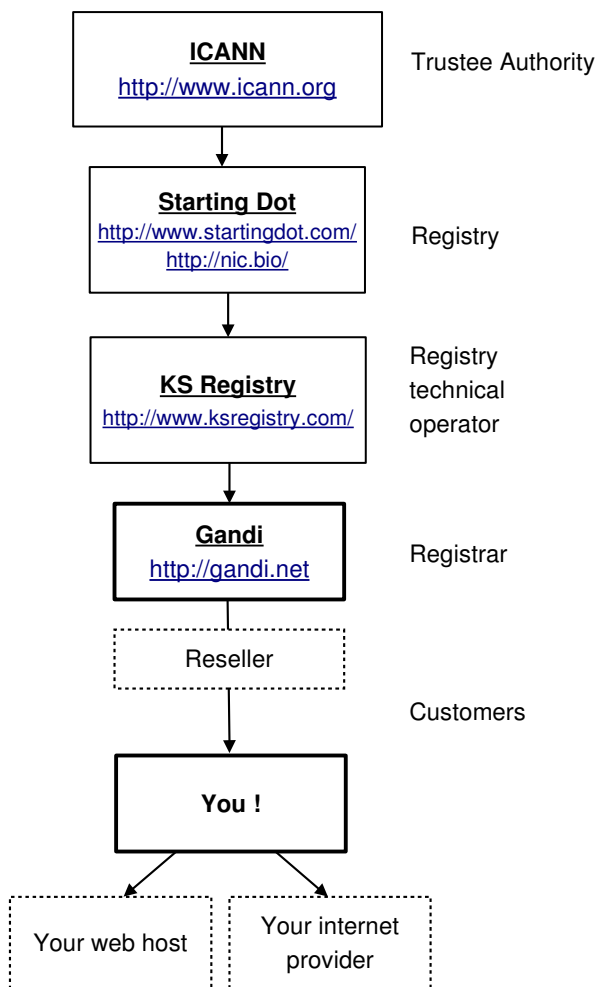 ICANN
http://www.icann.org
Trustee Authority
Starting Dot
http://www.startingdot.com/
http://nic.bio/
Registry
KS Registry
http://www.ksregistry.com/
Registry
technical
operator
Gandi
http://gandi.net
Registrar
Reseller
Customers
You !
Your web host
Your internet
provider